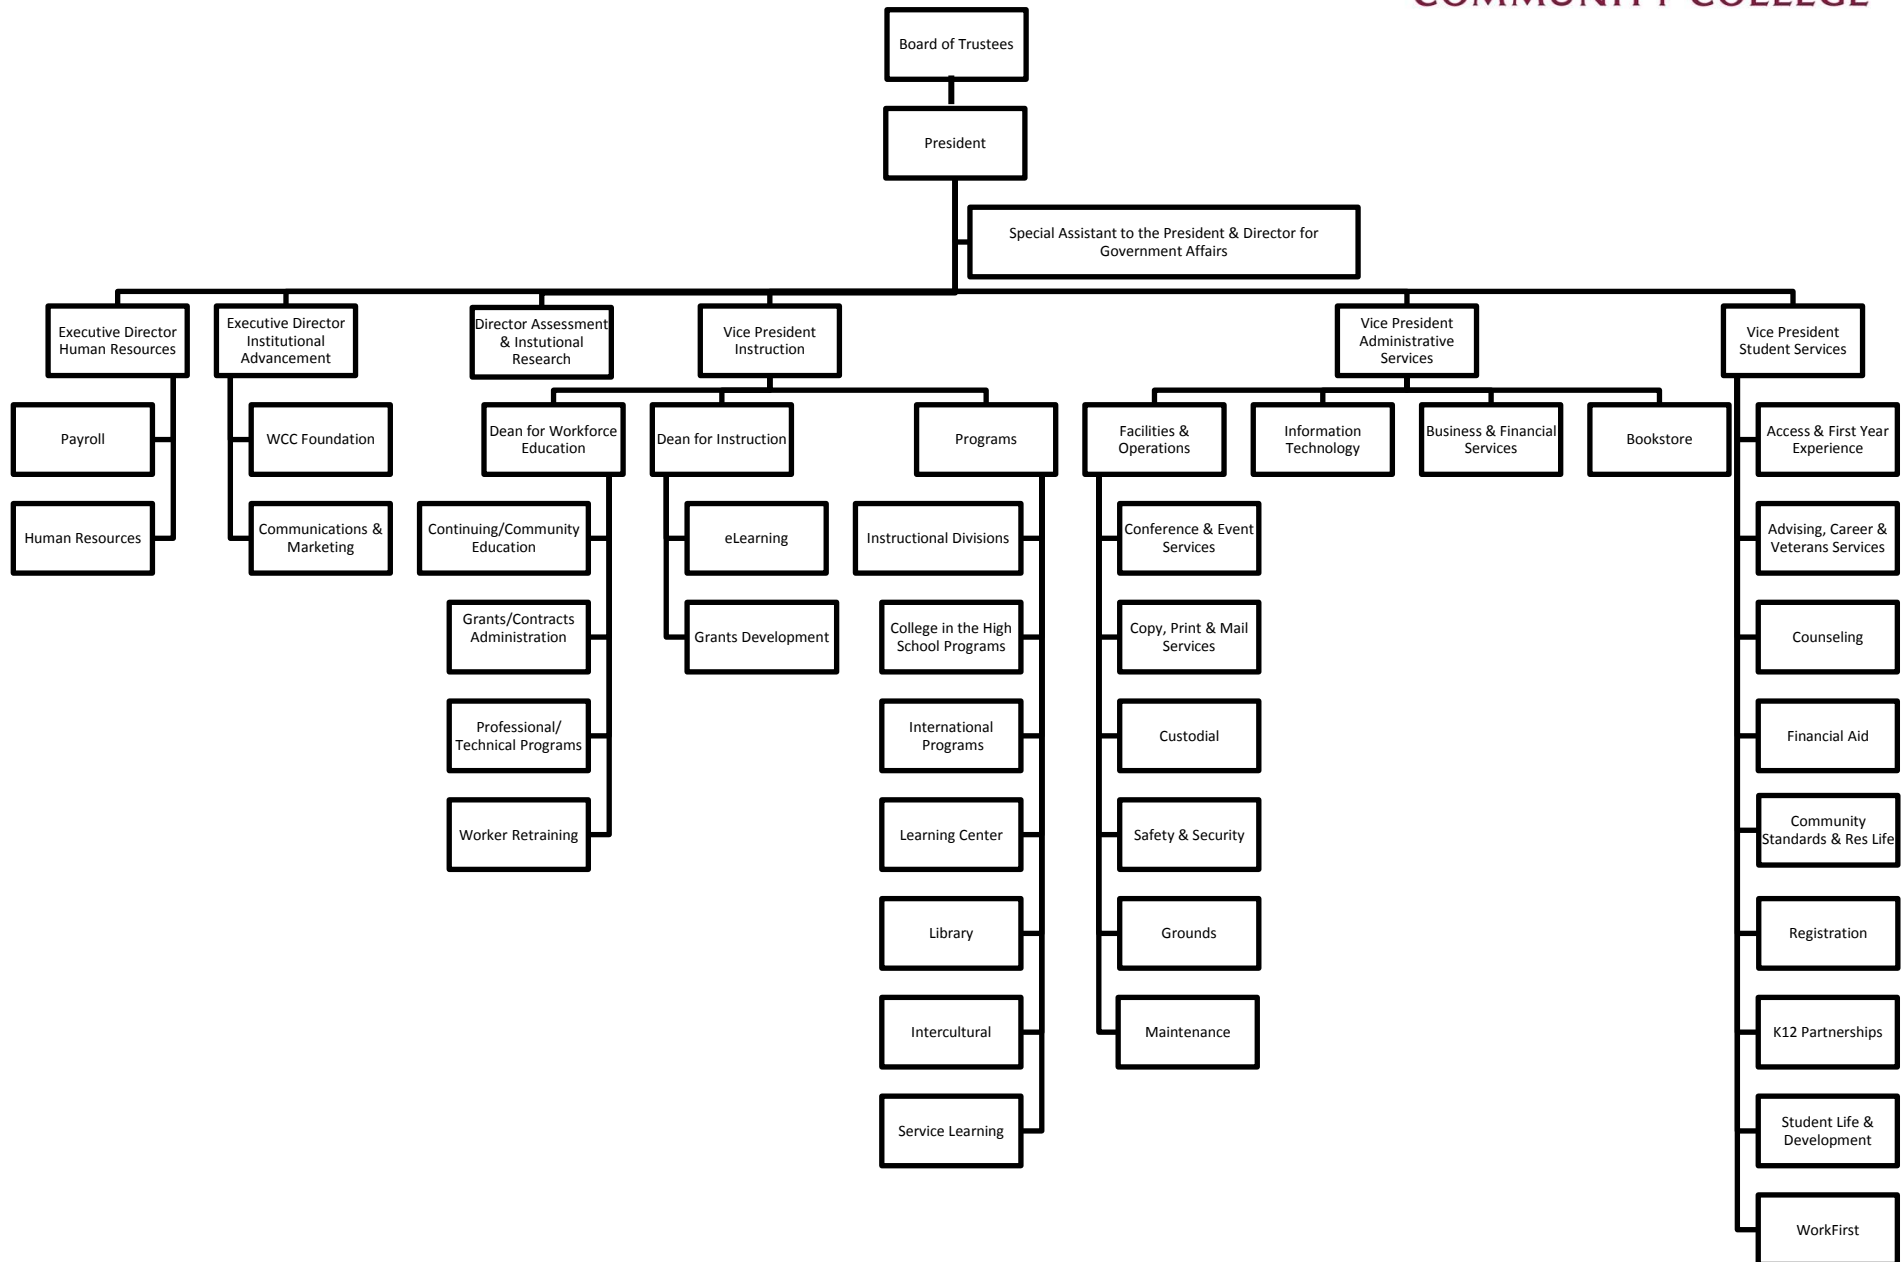 COMMUNITY COLLEGE
Board of Trustees
President
Special Assistant to the President & Director for
Government Affairs
Executive Director
Human Resources
Executive Director
Institutional
Advancement
Director Assessment
& Instutional
Research
Vice President
Instruction
Vice President
Administrative
Services
Vice President
Student Services
Payroll
Human Resources
WCC Foundation
Communications &
Marketing
Dean for Workforce
Education
Continuing/Community
Education
Grants/Contracts
Administration
Professional/
Technical Programs
Worker Retraining
Dean for Instruction
eLearning
Grants Development
Programs
Instructional Divisions
College in the High
School Programs
International
Programs
Learning Center
Library
Intercultural
Service Learning
Facilities &
Operations
Conference & Event
Services
Copy, Print & Mail
Services
Custodial
Safety & Security
Grounds
Maintenance
Information
Technology
Business & Financial
Services
Bookstore
Access & First Year
Experience
Advising, Career &
Veterans Services
Counseling
Financial Aid
Community
Standards & Res Life
Registration
K12 Partnerships
Student Life &
Development
WorkFirst